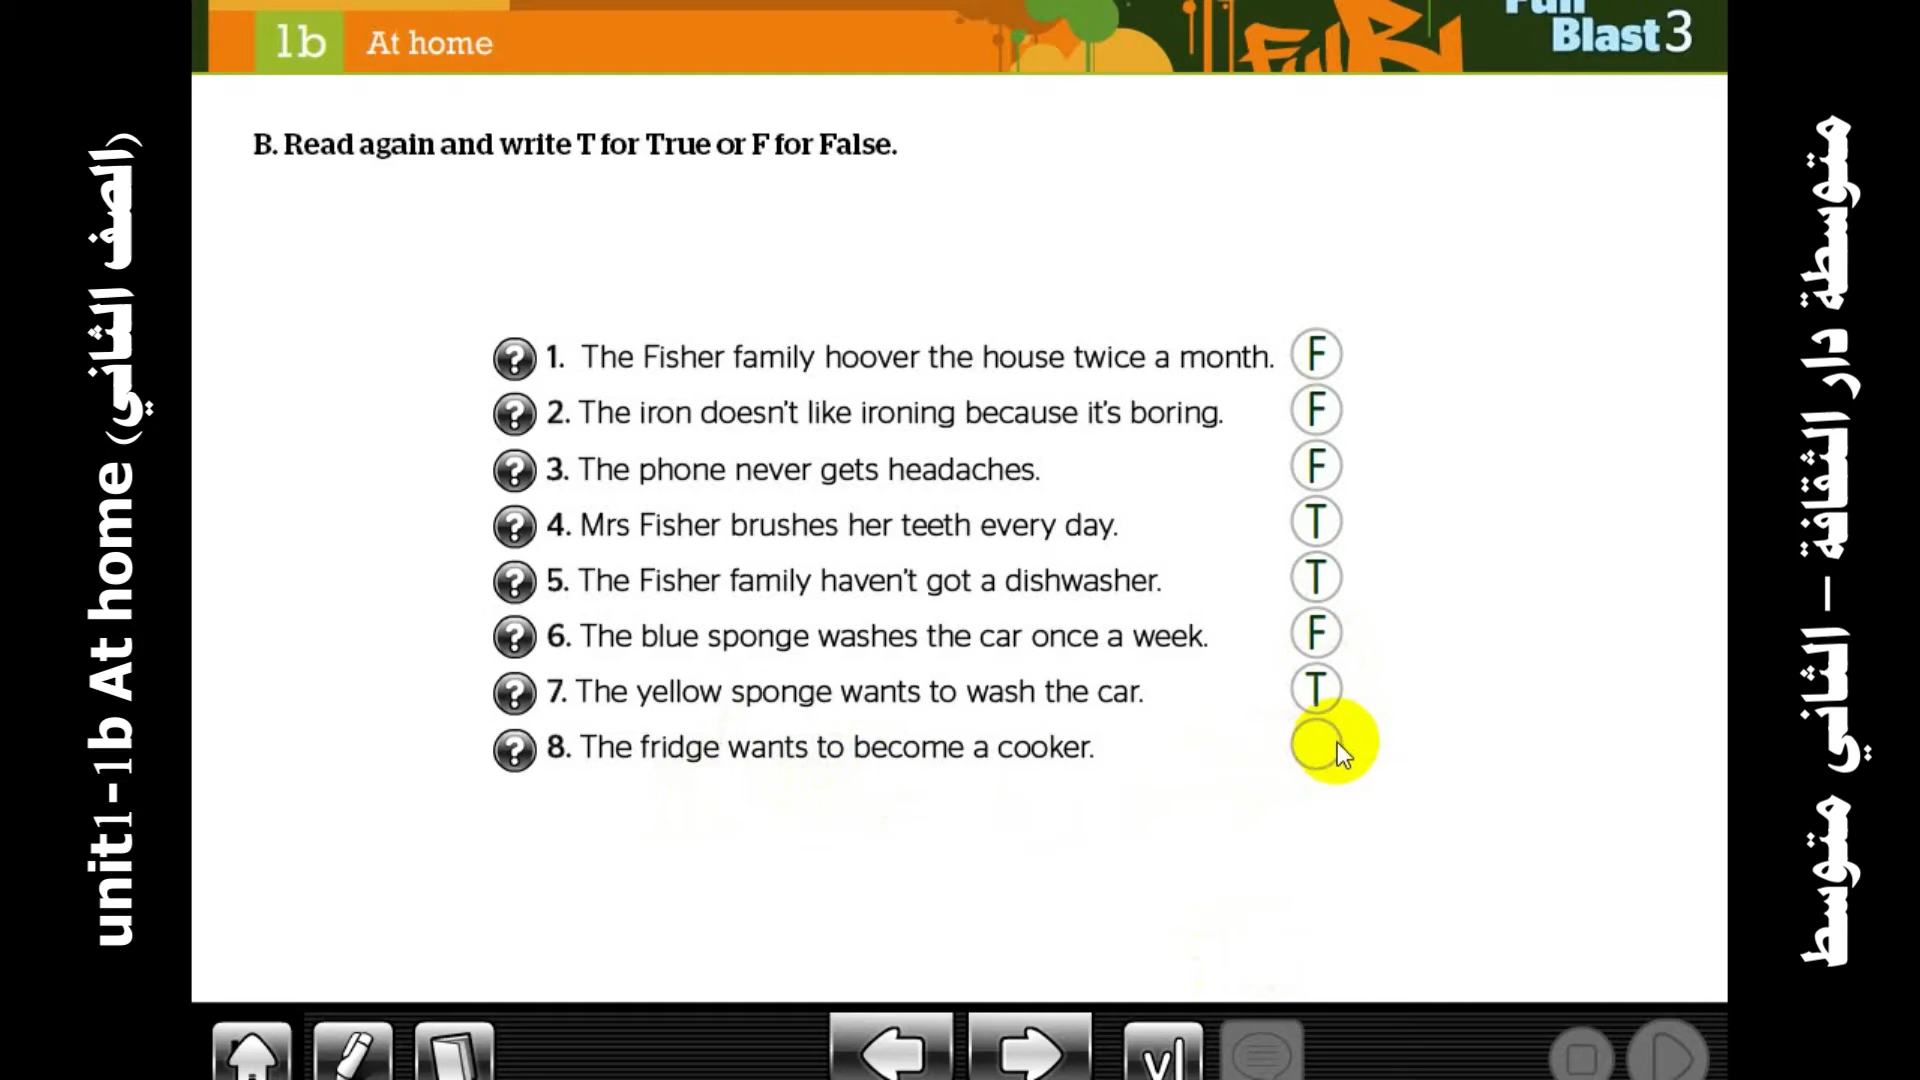 1b At home
Full Blast 3
B. Read again and write T for True or F for False.
1. The Fisher family hoover the house twice a month. F
2. The iron doesn't like ironing because it's boring. F
3. The phone never gets headaches. F
4. Mrs Fisher brushes her teeth every day. T
5. The Fisher family haven't got a dishwasher. T
6. The blue sponge washes the car once a week. F
7. The yellow sponge wants to wash the car. T
8. The fridge wants to become a cooker.
unit1-1b At home (الصف الثاني)
متوسطة دار الثقافة – الثاني متوسط